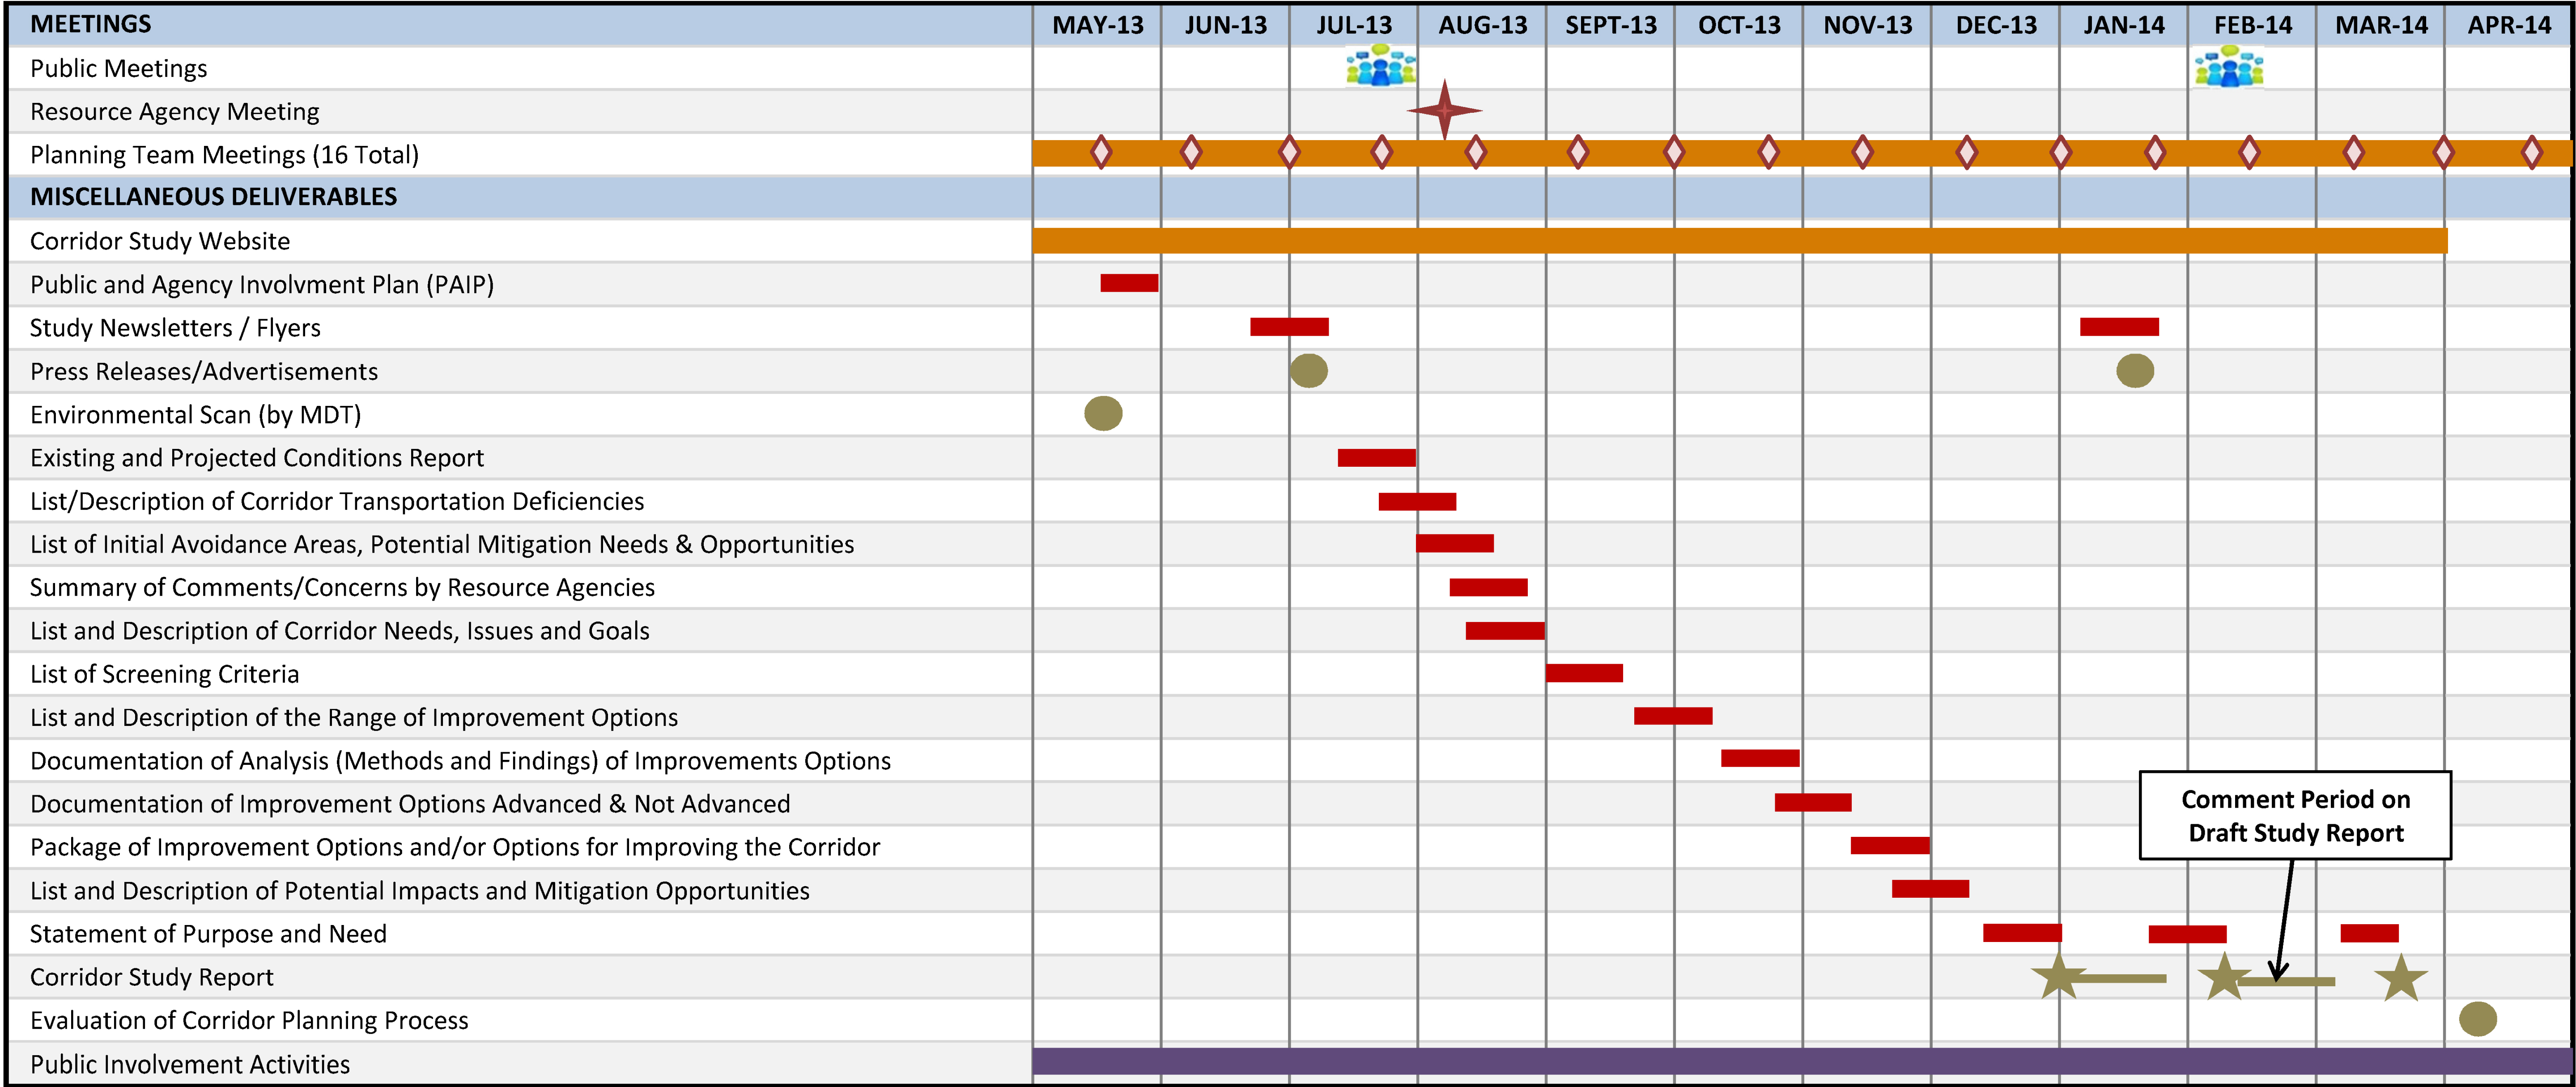 MEETINGS MAY-13 JUN-13 JUL-13 AUG-13 SEPT-13 OCT-13 NOV-13 DEC-13 JAN-14 FEB-14 MAR-14 APR-14
Public Meetings
Resource Agency Meeting
Planning Team Meetings (16 Total)
MISCELLANEOUS DELIVERABLES
Corridor Study Website
Public and Agency Involvment Plan (PAIP)
Study Newsletters / Flyers
Press Releases/Advertisements
Environmental Scan (by MDT)
Existing and Projected Conditions Report
List/Description of Corridor Transportation Deficiencies
List of Initial Avoidance Areas, Potential Mitigation Needs & Opportunities
Summary of Comments/Concerns by Resource Agencies
List and Description of Corridor Needs, Issues and Goals
List of Screening Criteria
List and Description of the Range of Improvement Options
Documentation of Analysis (Methods and Findings) of Improvements Options
Documentation of Improvement Options Advanced & Not Advanced
Package of Improvement Options and/or Options for Improving the Corridor
List and Description of Potential Impacts and Mitigation Opportunities
Statement of Purpose and Need
Corridor Study Report
Evaluation of Corridor Planning Process
Public Involvement Activities
Comment Period on
Draft Study Report